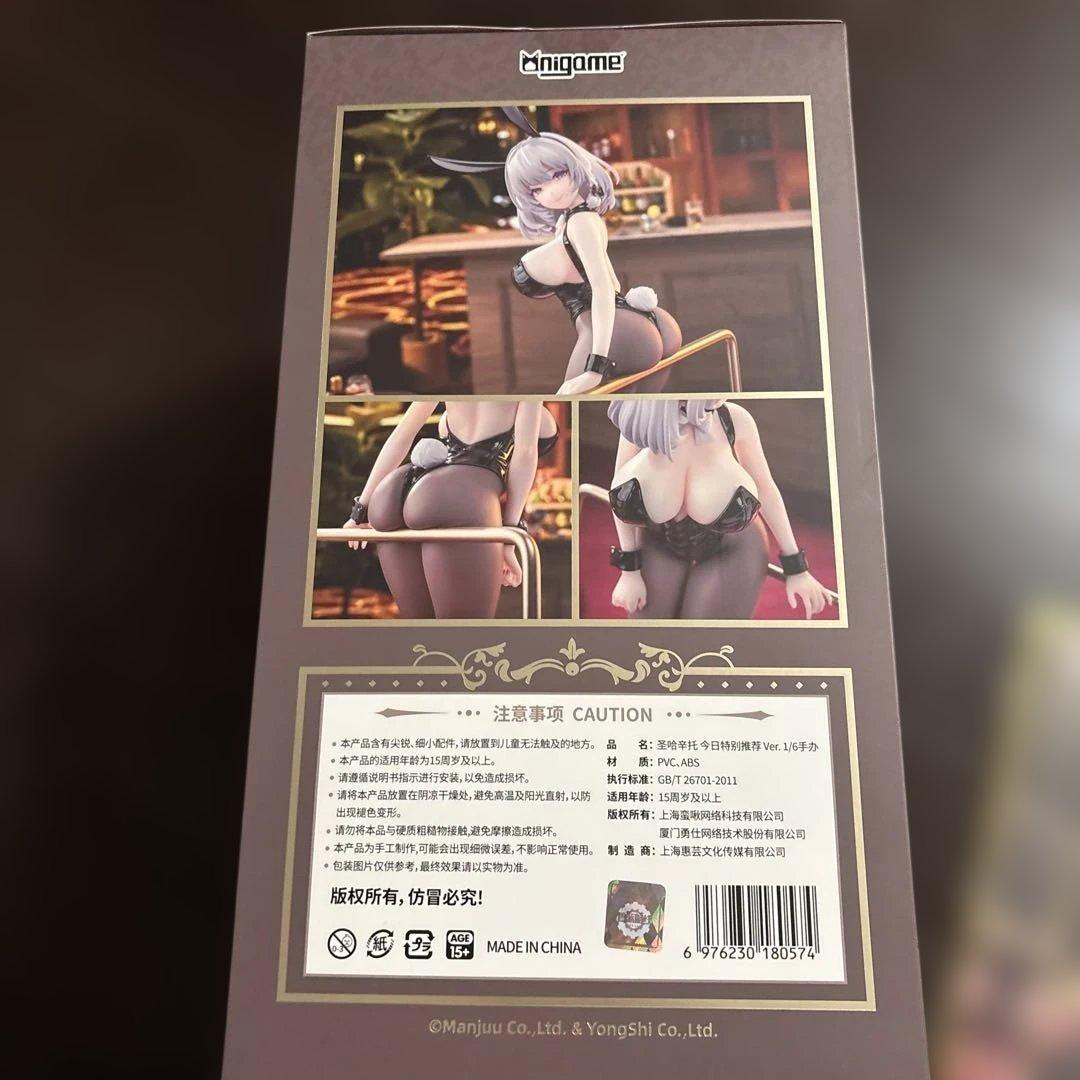 Onigame
注意事项 CAUTION
• 本产品含有尖锐、细小配件,请放置到儿童无法触及的地方。
• 本产品的适用年龄为15周岁及以上。
• 请遵循说明书指示进行安装,以免造成损坏。
• 请将本产品放置在阴凉干燥处,避免高温及阳光直射,以防
出现褪色变形。
• 请勿将本品与硬质粗糙物接触,避免摩擦造成损坏。
• 本产品为手工制作,可能会出现细微误差,不影响正常使用。
• 包装图片仅供参考,最终效果请以实物为准。
版权所有,仿冒必究!
品 名:圣哈辛托 今日特别推荐 Ver. 1/6手办
材 质:PVC、ABS
执行标准:GB/T 26701-2011
适用年龄:15周岁及以上
版权所有:上海蛮啾网络科技有限公司
厦门勇仕网络技术股份有限公司
制 造 商:上海惠芸文化传媒有限公司
0-3
紙
プラ
AGE
15+
MADE IN CHINA
6 976230 180574
©Manjuu Co.,Ltd. & YongShi Co.,Ltd.